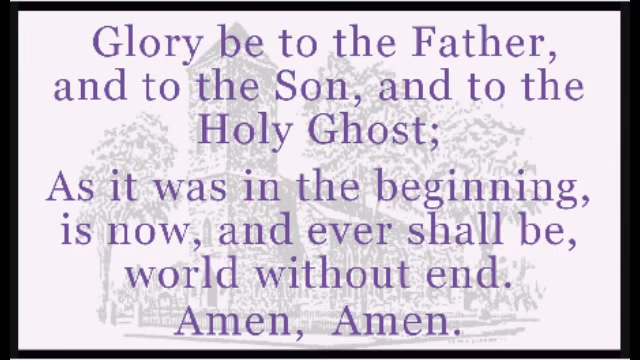 Glory be to the Father,
and to the Son, and to the
Holy Ghost;
As it was in the beginning,
is now, and ever shall be,
world without end.
Amen, Amen.